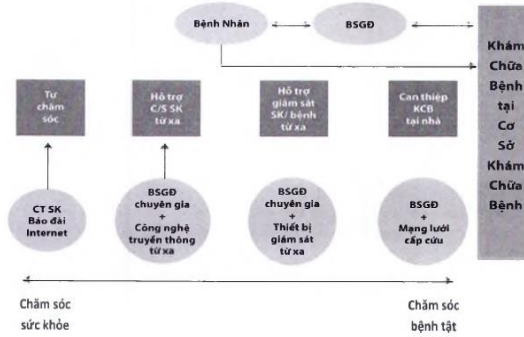 Bệnh Nhân
BSGĐ
Khám
Chữa
Bệnh
tại
Cơ
Sở
Khám
Chữa
Bệnh
Tự
chăm
sóc
Hỗ trợ
C/S SK
từ xa
Hỗ trợ
giám sát
SK/ bệnh
từ xa
Can thiệp
KCB
tại nhà
CT SK
Báo đài
Internet
BSGĐ
chuyên gia
+
Công nghệ
truyền thông
từ xa
BSGĐ
chuyên gia
+
Thiết bị
giám sát
từ xa
BSGĐ
+
Mạng lưới
cấp cứu
Chăm sóc
sức khỏe
Chăm sóc
bệnh tật